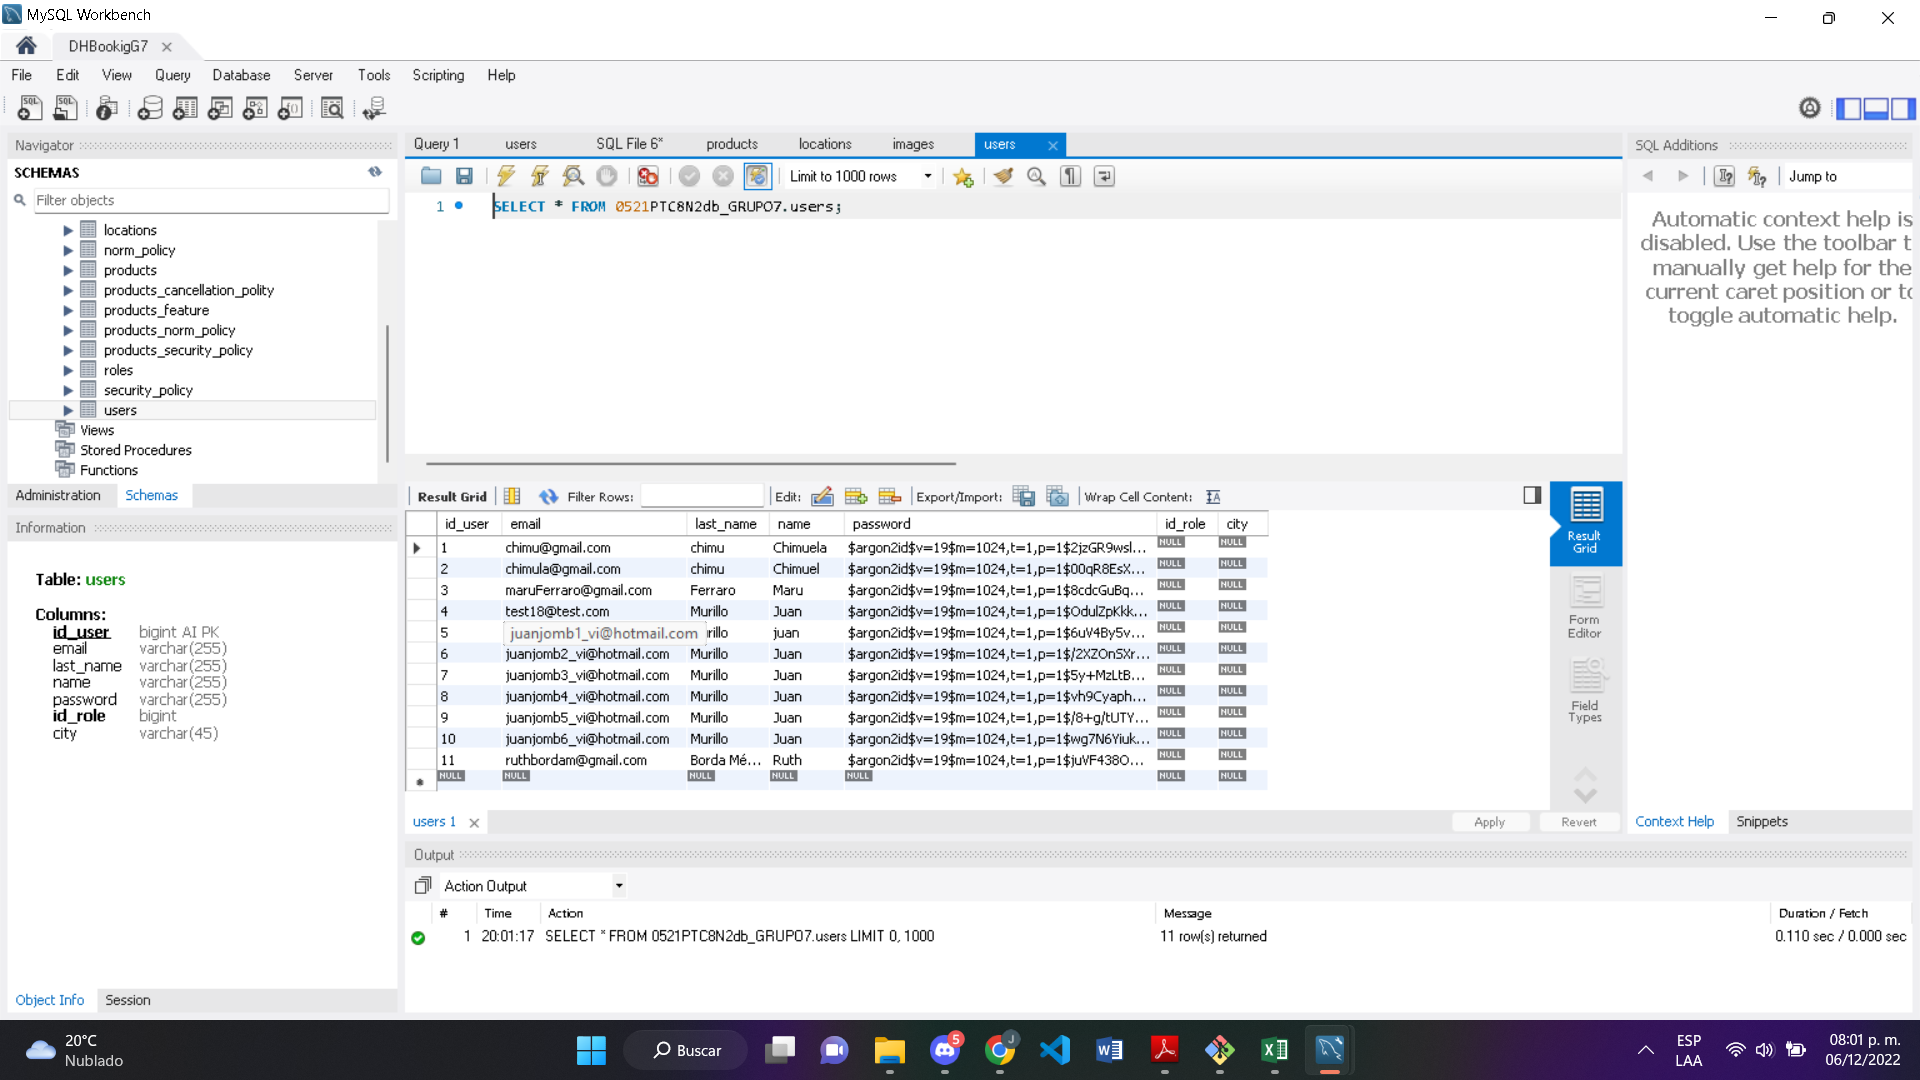 MySQL Workbench
DHBookigG7
File Edit View Query Database Server Tools Scripting Help
Navigator
SCHEMAS
Filter objects
locations
norm_policy
products
products_cancellation_polity
products_feature
products_norm_policy
products_security_policy
roles
security_policy
users
Views
Stored Procedures
Functions
Administration Schemas
Information
Table: users
Columns:
id_user bigint AI PK
email varchar(255)
last_name varchar(255)
name varchar(255)
password varchar(255)
id_role bigint
city varchar(45)
Object Info Session
Query 1 users SQL File 6* products locations images users
Limit to 1000 rows
1 SELECT * FROM 0521PTC8N2db_GRUPO7.users;
Result Grid Filter Rows: Edit: Export/Import: Wrap Cell Content:
id_user email last_name name password id_role city
1 chimu@gmail.com chimu Chimuela $argon2id$v=19$m=1024,t=1,p=1$2jzGR9wsl... NULL NULL
2 chimula@gmail.com chimu Chimuel $argon2id$v=19$m=1024,t=1,p=1$00qR8EsX... NULL NULL
3 maruFerraro@gmail.com Ferraro Maru $argon2id$v=19$m=1024,t=1,p=1$8cdcGuBq... NULL NULL
4 test18@test.com Murillo Juan $argon2id$v=19$m=1024,t=1,p=1$OdulZpKkk... NULL NULL
5 juanjomb1_vi@hotmail.com rillo juan $argon2id$v=19$m=1024,t=1,p=1$6uV4By5v... NULL NULL
6 juanjomb2_vi@hotmail.com Murillo Juan $argon2id$v=19$m=1024,t=1,p=1$/2XZOnSXr... NULL NULL
7 juanjomb3_vi@hotmail.com Murillo Juan $argon2id$v=19$m=1024,t=1,p=1$5y+MzLtB... NULL NULL
8 juanjomb4_vi@hotmail.com Murillo Juan $argon2id$v=19$m=1024,t=1,p=1$vh9Cyaph... NULL NULL
9 juanjomb5_vi@hotmail.com Murillo Juan $argon2id$v=19$m=1024,t=1,p=1$/8+g/tUTY... NULL NULL
10 juanjomb6_vi@hotmail.com Murillo Juan $argon2id$v=19$m=1024,t=1,p=1$wg7N6Yiuk... NULL NULL
11 ruthbordam@gmail.com Borda Mé... Ruth $argon2id$v=19$m=1024,t=1,p=1$juVF438O... NULL NULL
NULL NULL NULL NULL NULL NULL NULL
Result
Grid
Form
Editor
Field
Types
users 1 Apply Revert
Output
Action Output
# Time Action Message Duration / Fetch
1 20:01:17 SELECT * FROM 0521PTC8N2db_GRUPO7.users LIMIT 0, 1000 11 row(s) returned 0.110 sec / 0.000 sec
SQL Additions
Jump to
Automatic context help is
disabled. Use the toolbar t
manually get help for the
current caret position or to
toggle automatic help.
Context Help Snippets
20°C
Nublado
Buscar
5
J
ESP
LAA
08:01 p. m.
06/12/2022